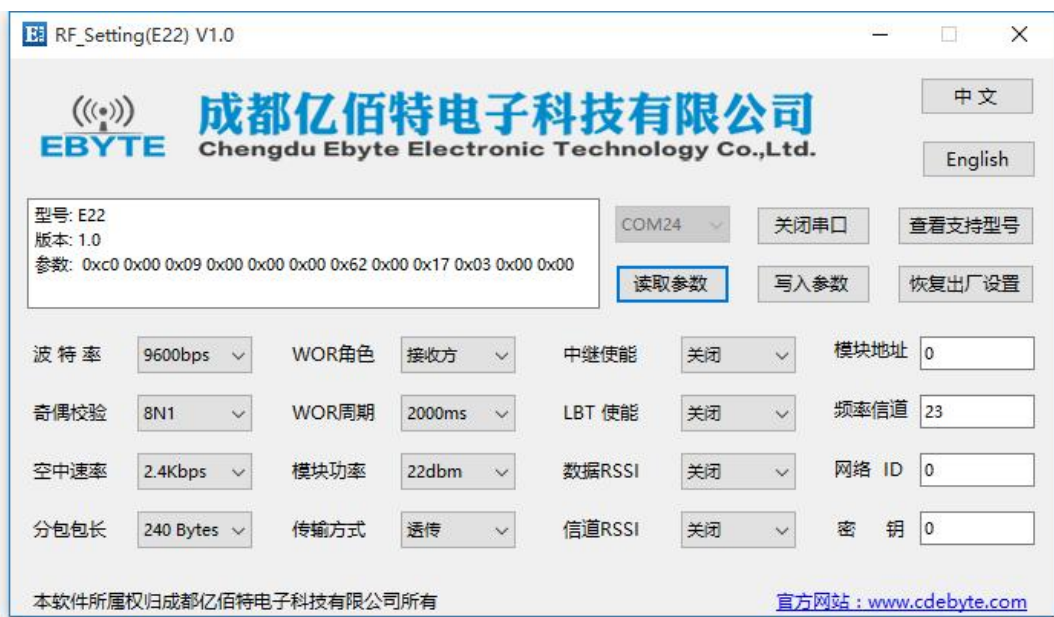 RF_Setting(E22) V1.0
EBYTE
成都亿佰特电子科技有限公司
Chengdu Ebyte Electronic Technology Co.,Ltd.
中文
English
型号: E22
版本: 1.0
参数: 0xc0 0x00 0x09 0x00 0x00 0x00 0x62 0x00 0x17 0x03 0x00 0x00
COM24 关闭串口 查看支持型号
读取参数 写入参数 恢复出厂设置
波特率 9600bps WOR角色 接收方 中继使能 关闭 模块地址 0
奇偶校验 8N1 WOR周期 2000ms LBT 使能 关闭 频率信道 23
空中速率 2.4Kbps 模块功率 22dbm 数据RSSI 关闭 网络 ID 0
分包包长 240 Bytes 传输方式 透传 信道RSSI 关闭 密 钥 0
本软件所属权归成都亿佰特电子科技有限公司所有 官方网站：www.cdebyte.com